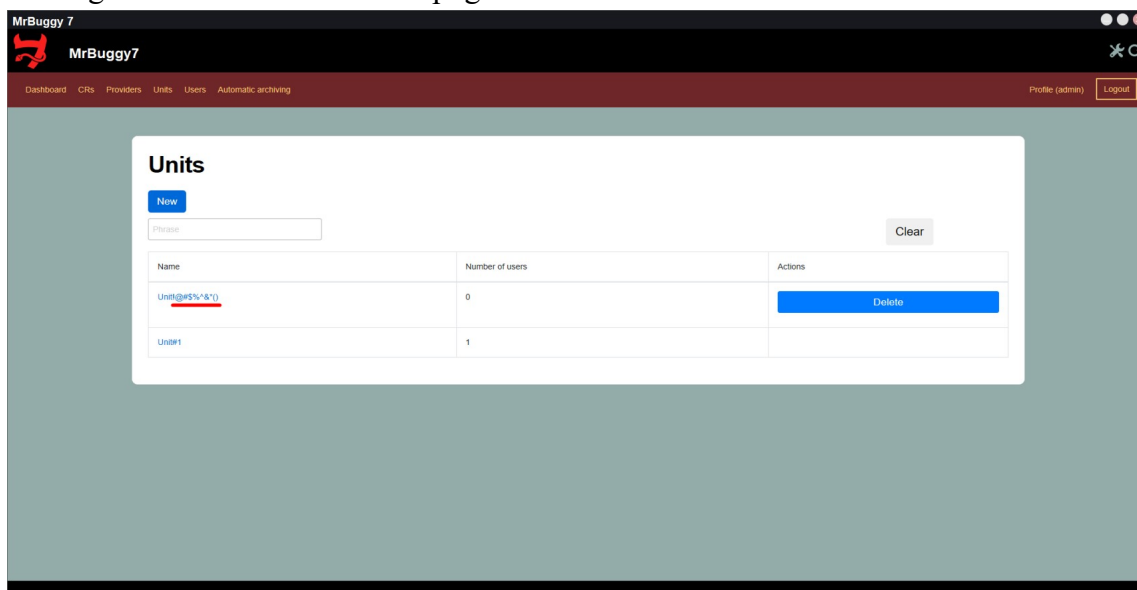 MrBuggy 7
MrBuggy7
Dashboard CRs Providers Units Users Automatic archiving Profile (admin) Logout
Units
New
Phrase Clear
Name Number of users Actions
Unit!@#$%^&*() 0 Delete
Unit#1 1